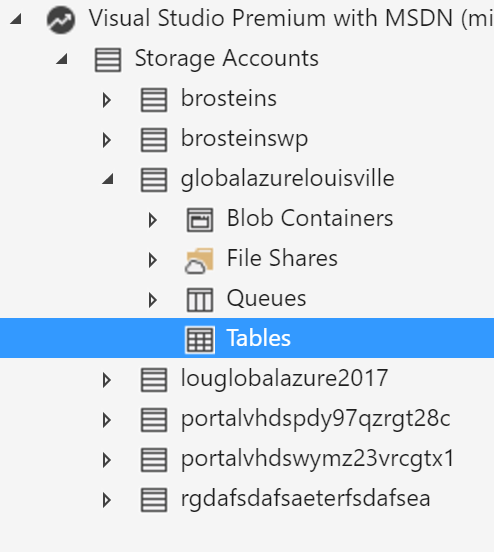 Visual Studio Premium with MSDN (mi
Storage Accounts
brosteins
brosteinswp
globalazurelouisville
Blob Containers
File Shares
Queues
Tables
louglobalazure2017
portalvhdspdy97qzrgt28c
portalvhdswymz23vrcgtx1
rgdafsdafsaeterfsdafsea